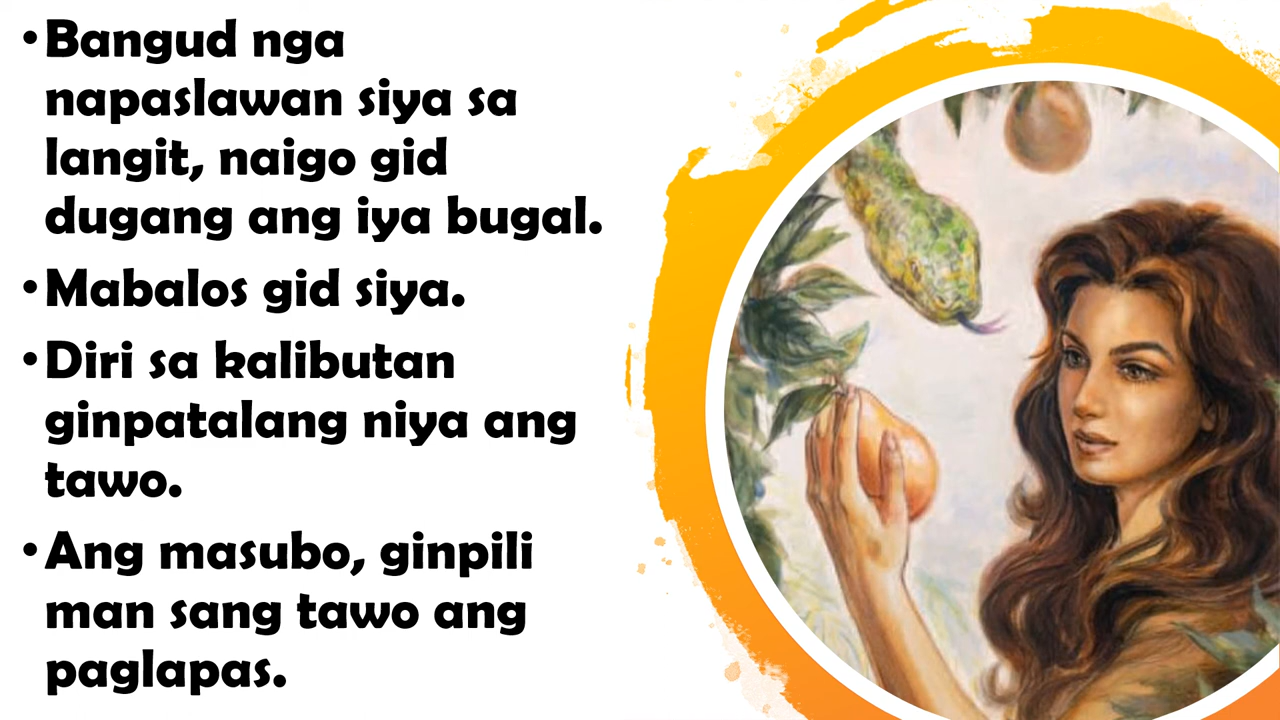 • Bangud nga
napaslawan siya sa
langit, naigo gid
dugang ang iya bugal.
• Mabalos gid siya.
• Diri sa kalibutan
ginpatalang niya ang
tawo.
• Ang masubo, ginpili
man sang tawo ang
paglapas.